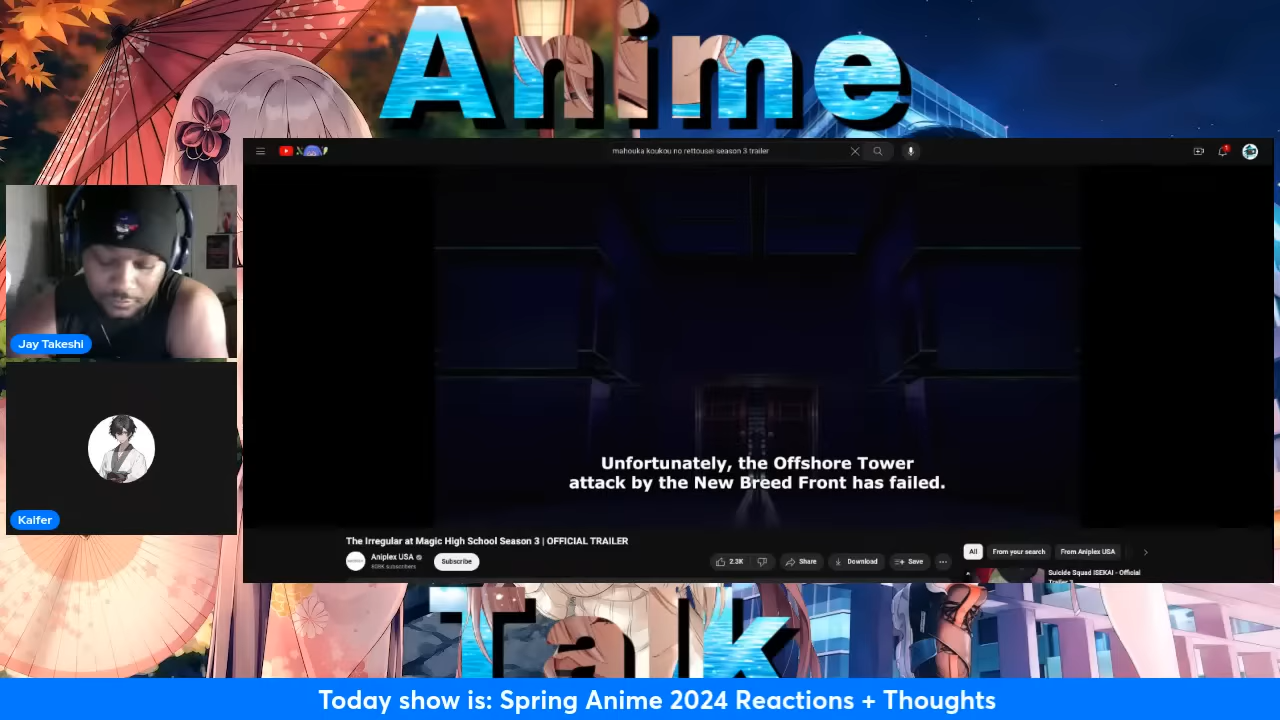 Anime
mahouka koukou no rettousei season 3 trailer
Jay Takeshi
Kaifer
Unfortunately, the Offshore Tower
attack by the New Breed Front has failed.
The Irregular at Magic High School Season 3 | OFFICIAL TRAILER
Aniplex USA
Subscribe
2.3K
Share
Download
Save
All
From your search
From Aniplex USA
Suicide Squad ISEKAI - Official
Trailer 2
Talk
Today show is: Spring Anime 2024 Reactions + Thoughts